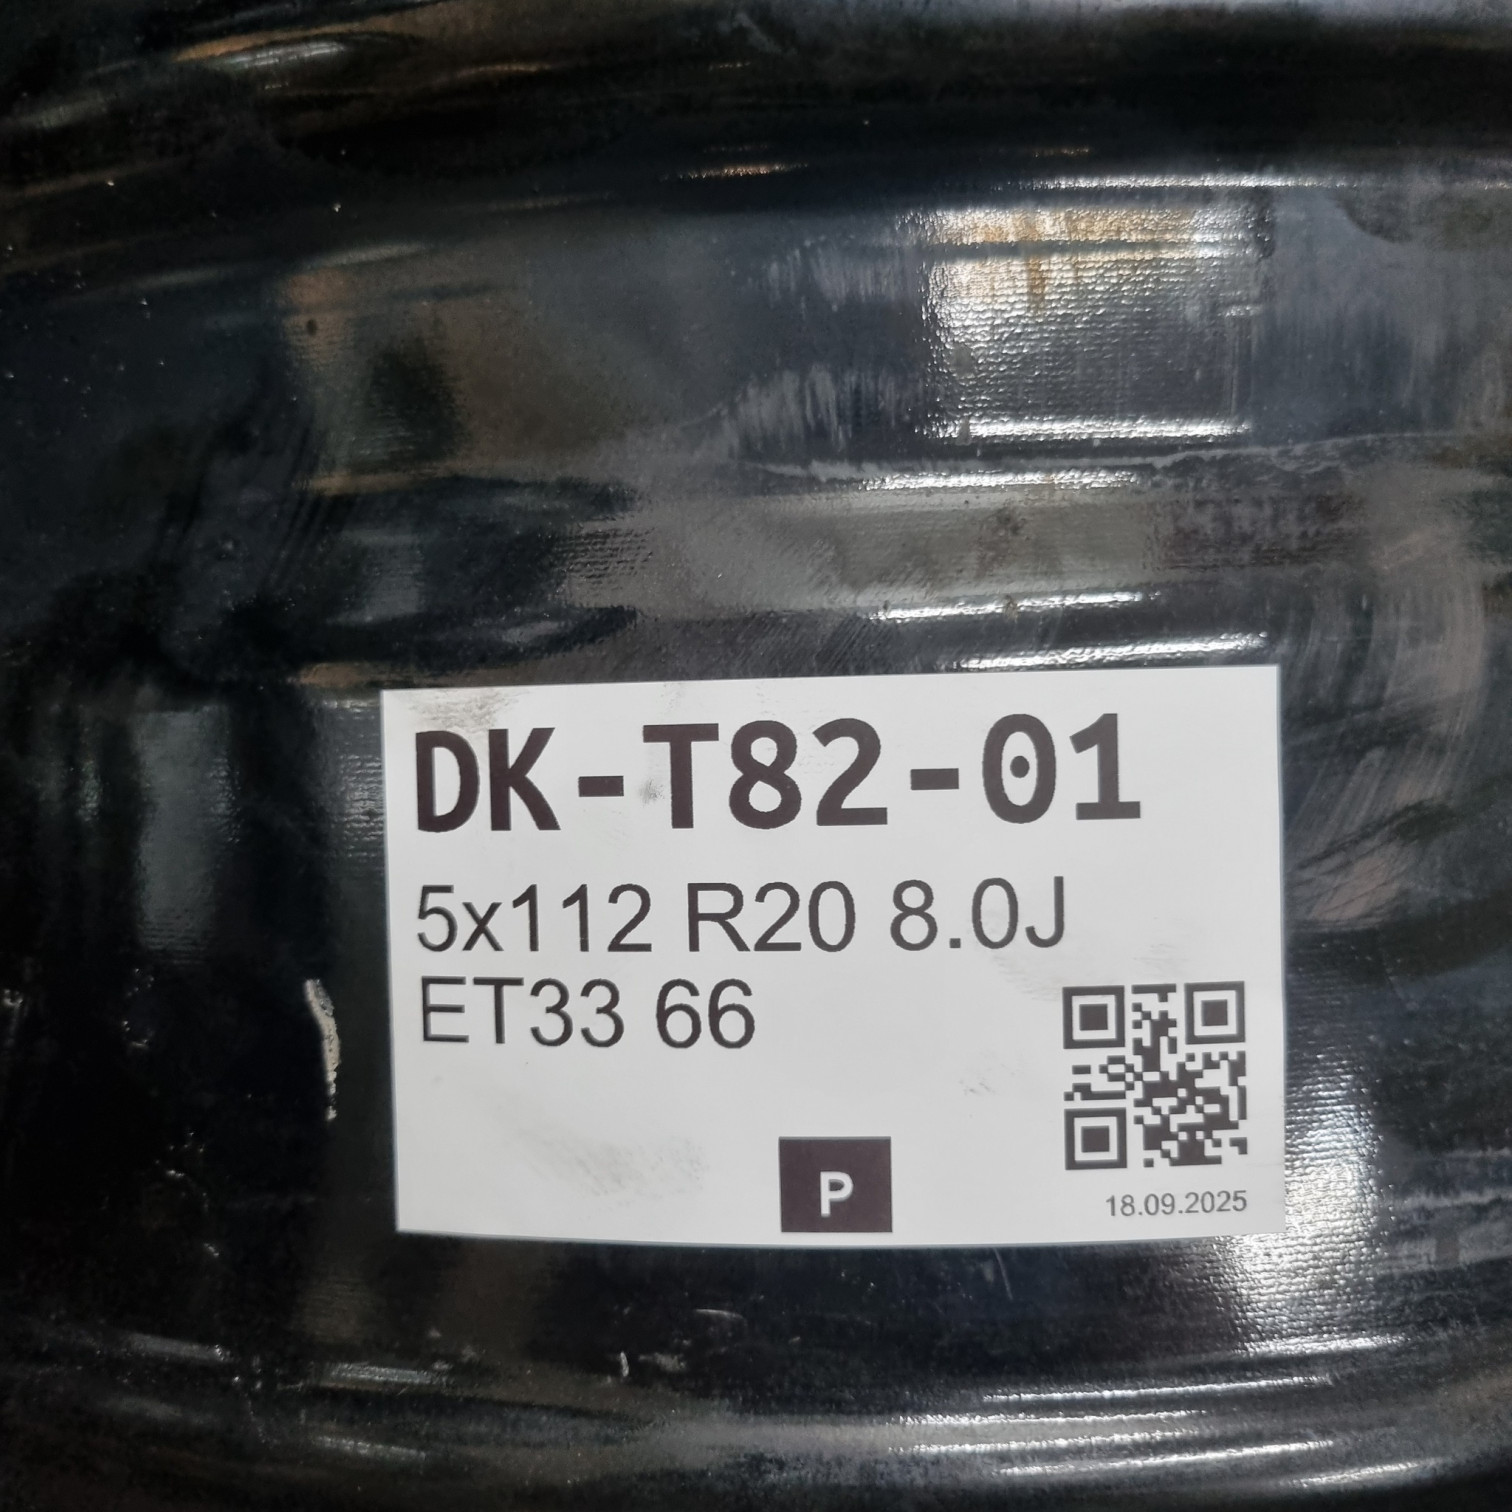 DK-T82-01
5x112 R20 8.0J
ET33 66
P
18.09.2025